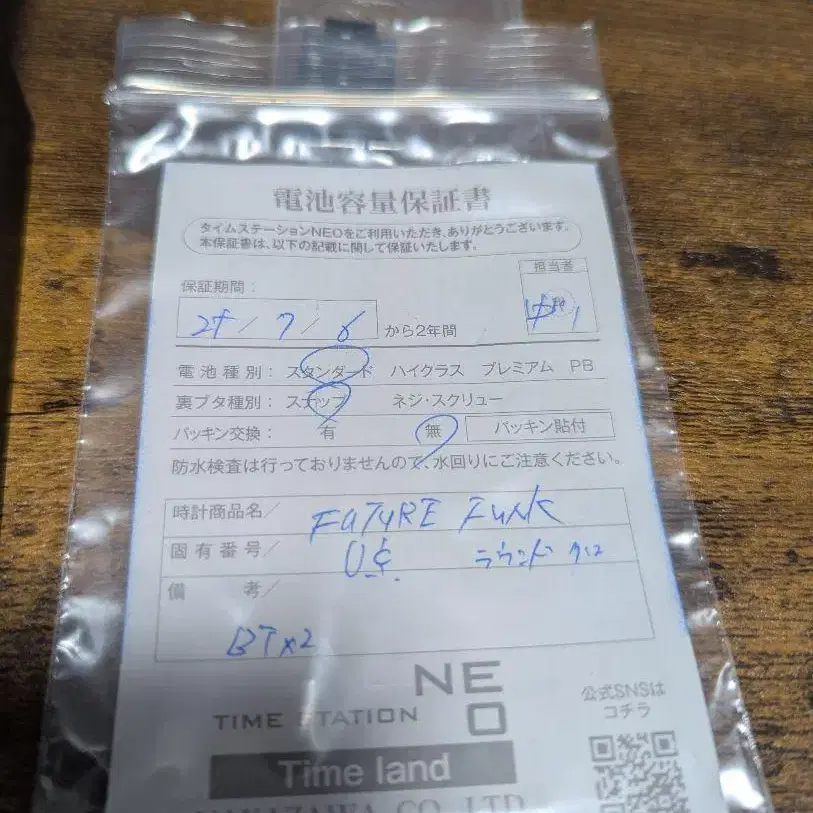 電池容量保証書
タイムステーションNEOをご利用いただき、ありがとうございます。
本保証書は、以下の記載に関して保証いたします。
担当者
保証期間：
24 / 7 / 6 から2年間
電池種別： スタンダード ハイクラス プレミアム PB
裏ブタ種別： スナップ ネジ・スクリュー
パッキン交換： 有 無 パッキン貼付
防水検査は行っておりませんので、水回りにご注意ください。
時計商品名／ FUTURE FUNK
固有番号／ ラウンド クロ
備 考／
BT×2
NEO
TIME STATION
公式SNSは
コチラ
Time land